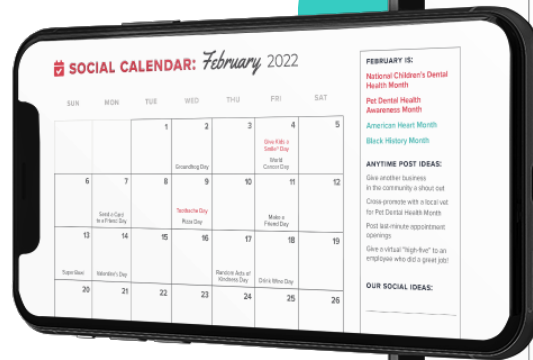 SOCIAL CALENDAR: February 2022
SUN MON TUE WED THU FRI SAT
1 2 3 4 5
Give Kids a
Smile® Day
Groundhog Day
World
Cancer Day
6 7 8 9 10 11 12
Send a Card
to a Friend Day
Toothache Day
Pizza Day
Make a
Friend Day
13 14 15 16 17 18 19
Super Bowl
Valentine's Day
Random Acts of
Kindness Day
Drink Wine Day
20 21 22 23 24 25 26
FEBRUARY IS:
National Children's Dental
Health Month
Pet Dental Health
Awareness Month
American Heart Month
Black History Month
ANYTIME POST IDEAS:
Give another business
in the community a shout out
Cross-promote with a local vet
for Pet Dental Health Month
Post last-minute appointment
openings
Give a virtual "high-five" to an
employee who did a great job!
OUR SOCIAL IDEAS: